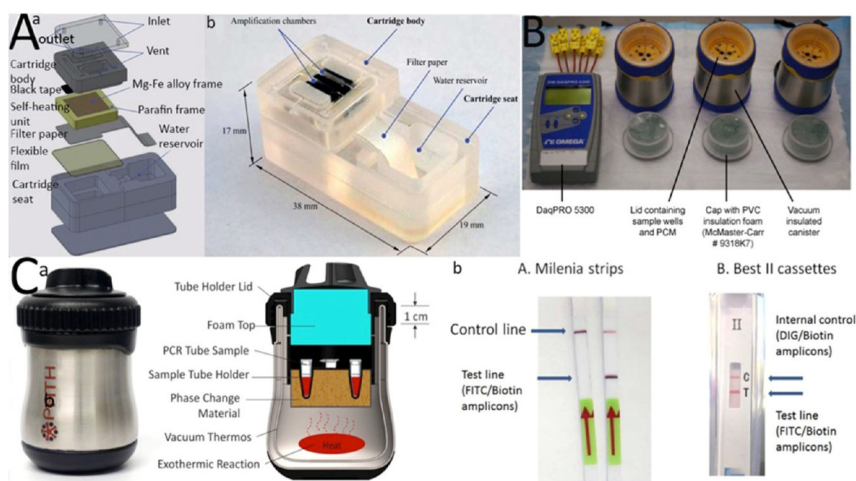 A
a
outlet
Inlet
Vent
Cartridge
body
Black tape
Mg-Fe alloy frame
Self-heating
unit
Parafin frame
Filter paper
Water
reservoir
Flexible
film
Cartridge
seat
b
Amplification chambers
Cartridge body
Filter paper
Water reservoir
Cartridge seat
17 mm
38 mm
19 mm
B
OMEGA
DaqPRO 5300
Lid containing
sample wells
and PCM
Cap with PVC
insulation foam
(McMaster-Carr
# 9318K7)
Vacuum
insulated
canister
C
a
PATH
b
Tube Holder Lid
1 cm
Foam Top
PCR Tube Sample
Sample Tube Holder
Phase Change
Material
Vacuum Thermos
Heat
Exothermic Reaction
b
A. Milenia strips
Control line
Test line
(FITC/Biotin
amplicons)
B. Best II cassettes
II
C
T
Internal control
(DIG/Biotin
amplicons)
Test line
(FITC/Biotin
amplicons)